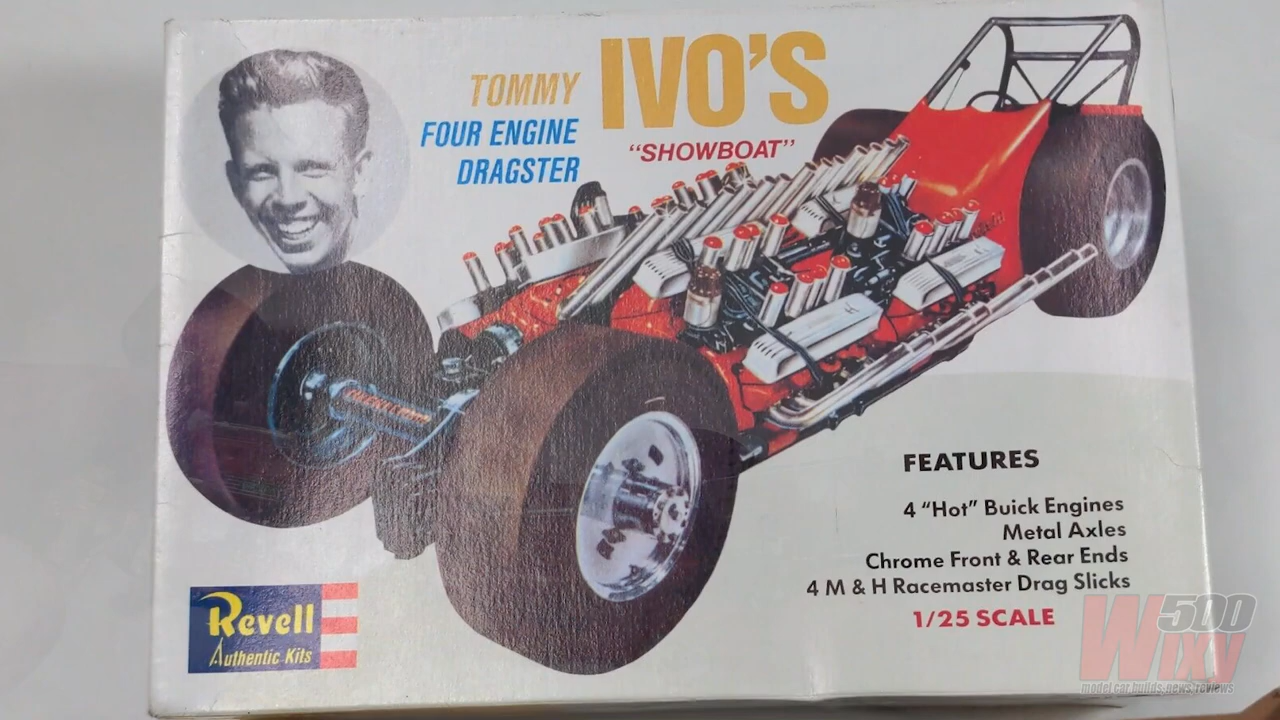 TOMMY IVO'S
FOUR ENGINE
DRAGSTER
"SHOWBOAT"
FEATURES
4 "Hot" Buick Engines
Metal Axles
Chrome Front & Rear Ends
4 M & H Racemaster Drag Slicks
1/25 SCALE
Revell
Authentic Kits
WIXY 500
model car builds, news, reviews